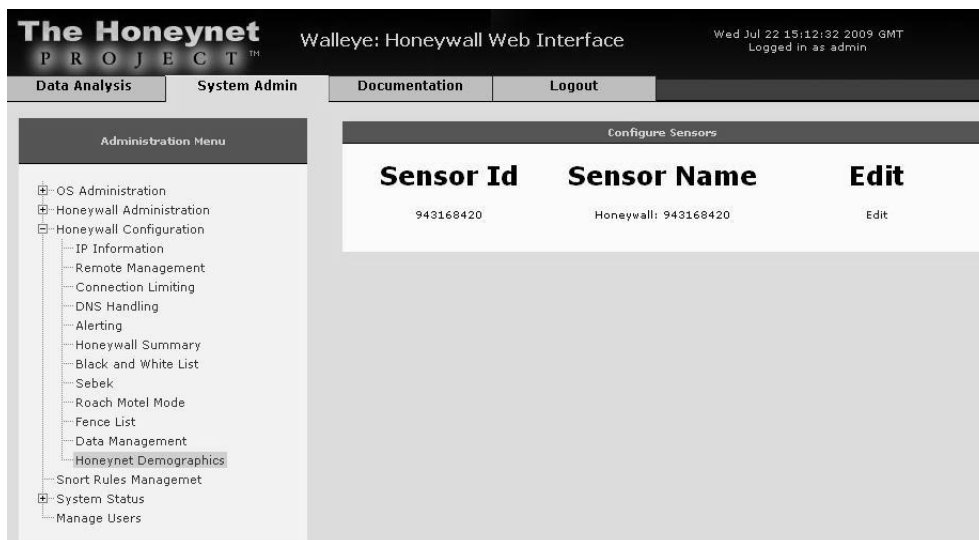 The Honeynet
PROJECT™
Walleye: Honeywall Web Interface
Wed Jul 22 15:12:32 2009 GMT
Logged in as admin
Data Analysis
System Admin
Documentation
Logout
Administration Menu
OS Administration
Honeywall Administration
Honeywall Configuration
IP Information
Remote Management
Connection Limiting
DNS Handling
Alerting
Honeywall Summary
Black and White List
Sebek
Roach Motel Mode
Fence List
Data Management
Honeynet Demographics
Snort Rules Managemet
System Status
Manage Users
Configure Sensors
Sensor Id Sensor Name Edit
943168420 Honeywall: 943168420 Edit